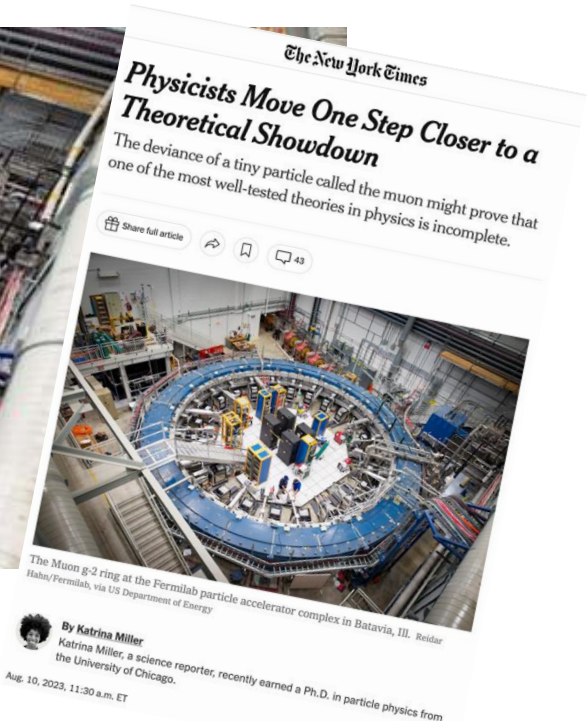 The New York Times
Physicists Move One Step Closer to a
Theoretical Showdown
The deviance of a tiny particle called the muon might prove that
one of the most well-tested theories in physics is incomplete.
Share full article
43
The Muon g-2 ring at the Fermilab particle accelerator complex in Batavia, Ill. Reidar
Hahn/Fermilab, via US Department of Energy
By Katrina Miller
Katrina Miller, a science reporter, recently earned a Ph.D. in particle physics from
the University of Chicago.
Aug. 10, 2023, 11:30 a.m. ET